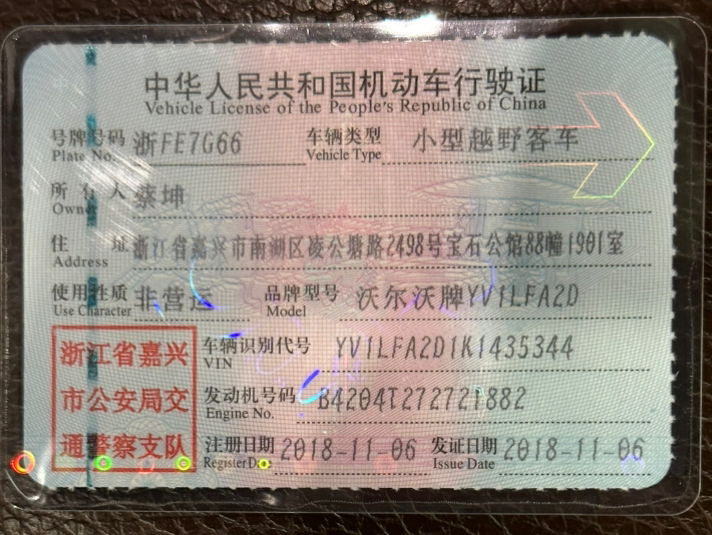 中华人民共和国机动车行驶证
Vehicle License of the People's Republic of China
号牌号码 浙FE7G66 车辆类型 小型越野客车
Plate No. Vehicle Type
所有人 蔡坤
Owner
住址 浙江省嘉兴市南湖区凌公塘路2498号宝石公馆88幢1901室
Address
使用性质 非营运 品牌型号 沃尔沃牌YV1LFA2D
Use Character Model
浙江省嘉兴
市公安局交
通警察支队
车辆识别代号 YV1LFA2D1K1435344
VIN
发动机号码 B4204T272721882
Engine No.
注册日期 2018-11-06 发证日期 2018-11-06
Register Date Issue Date